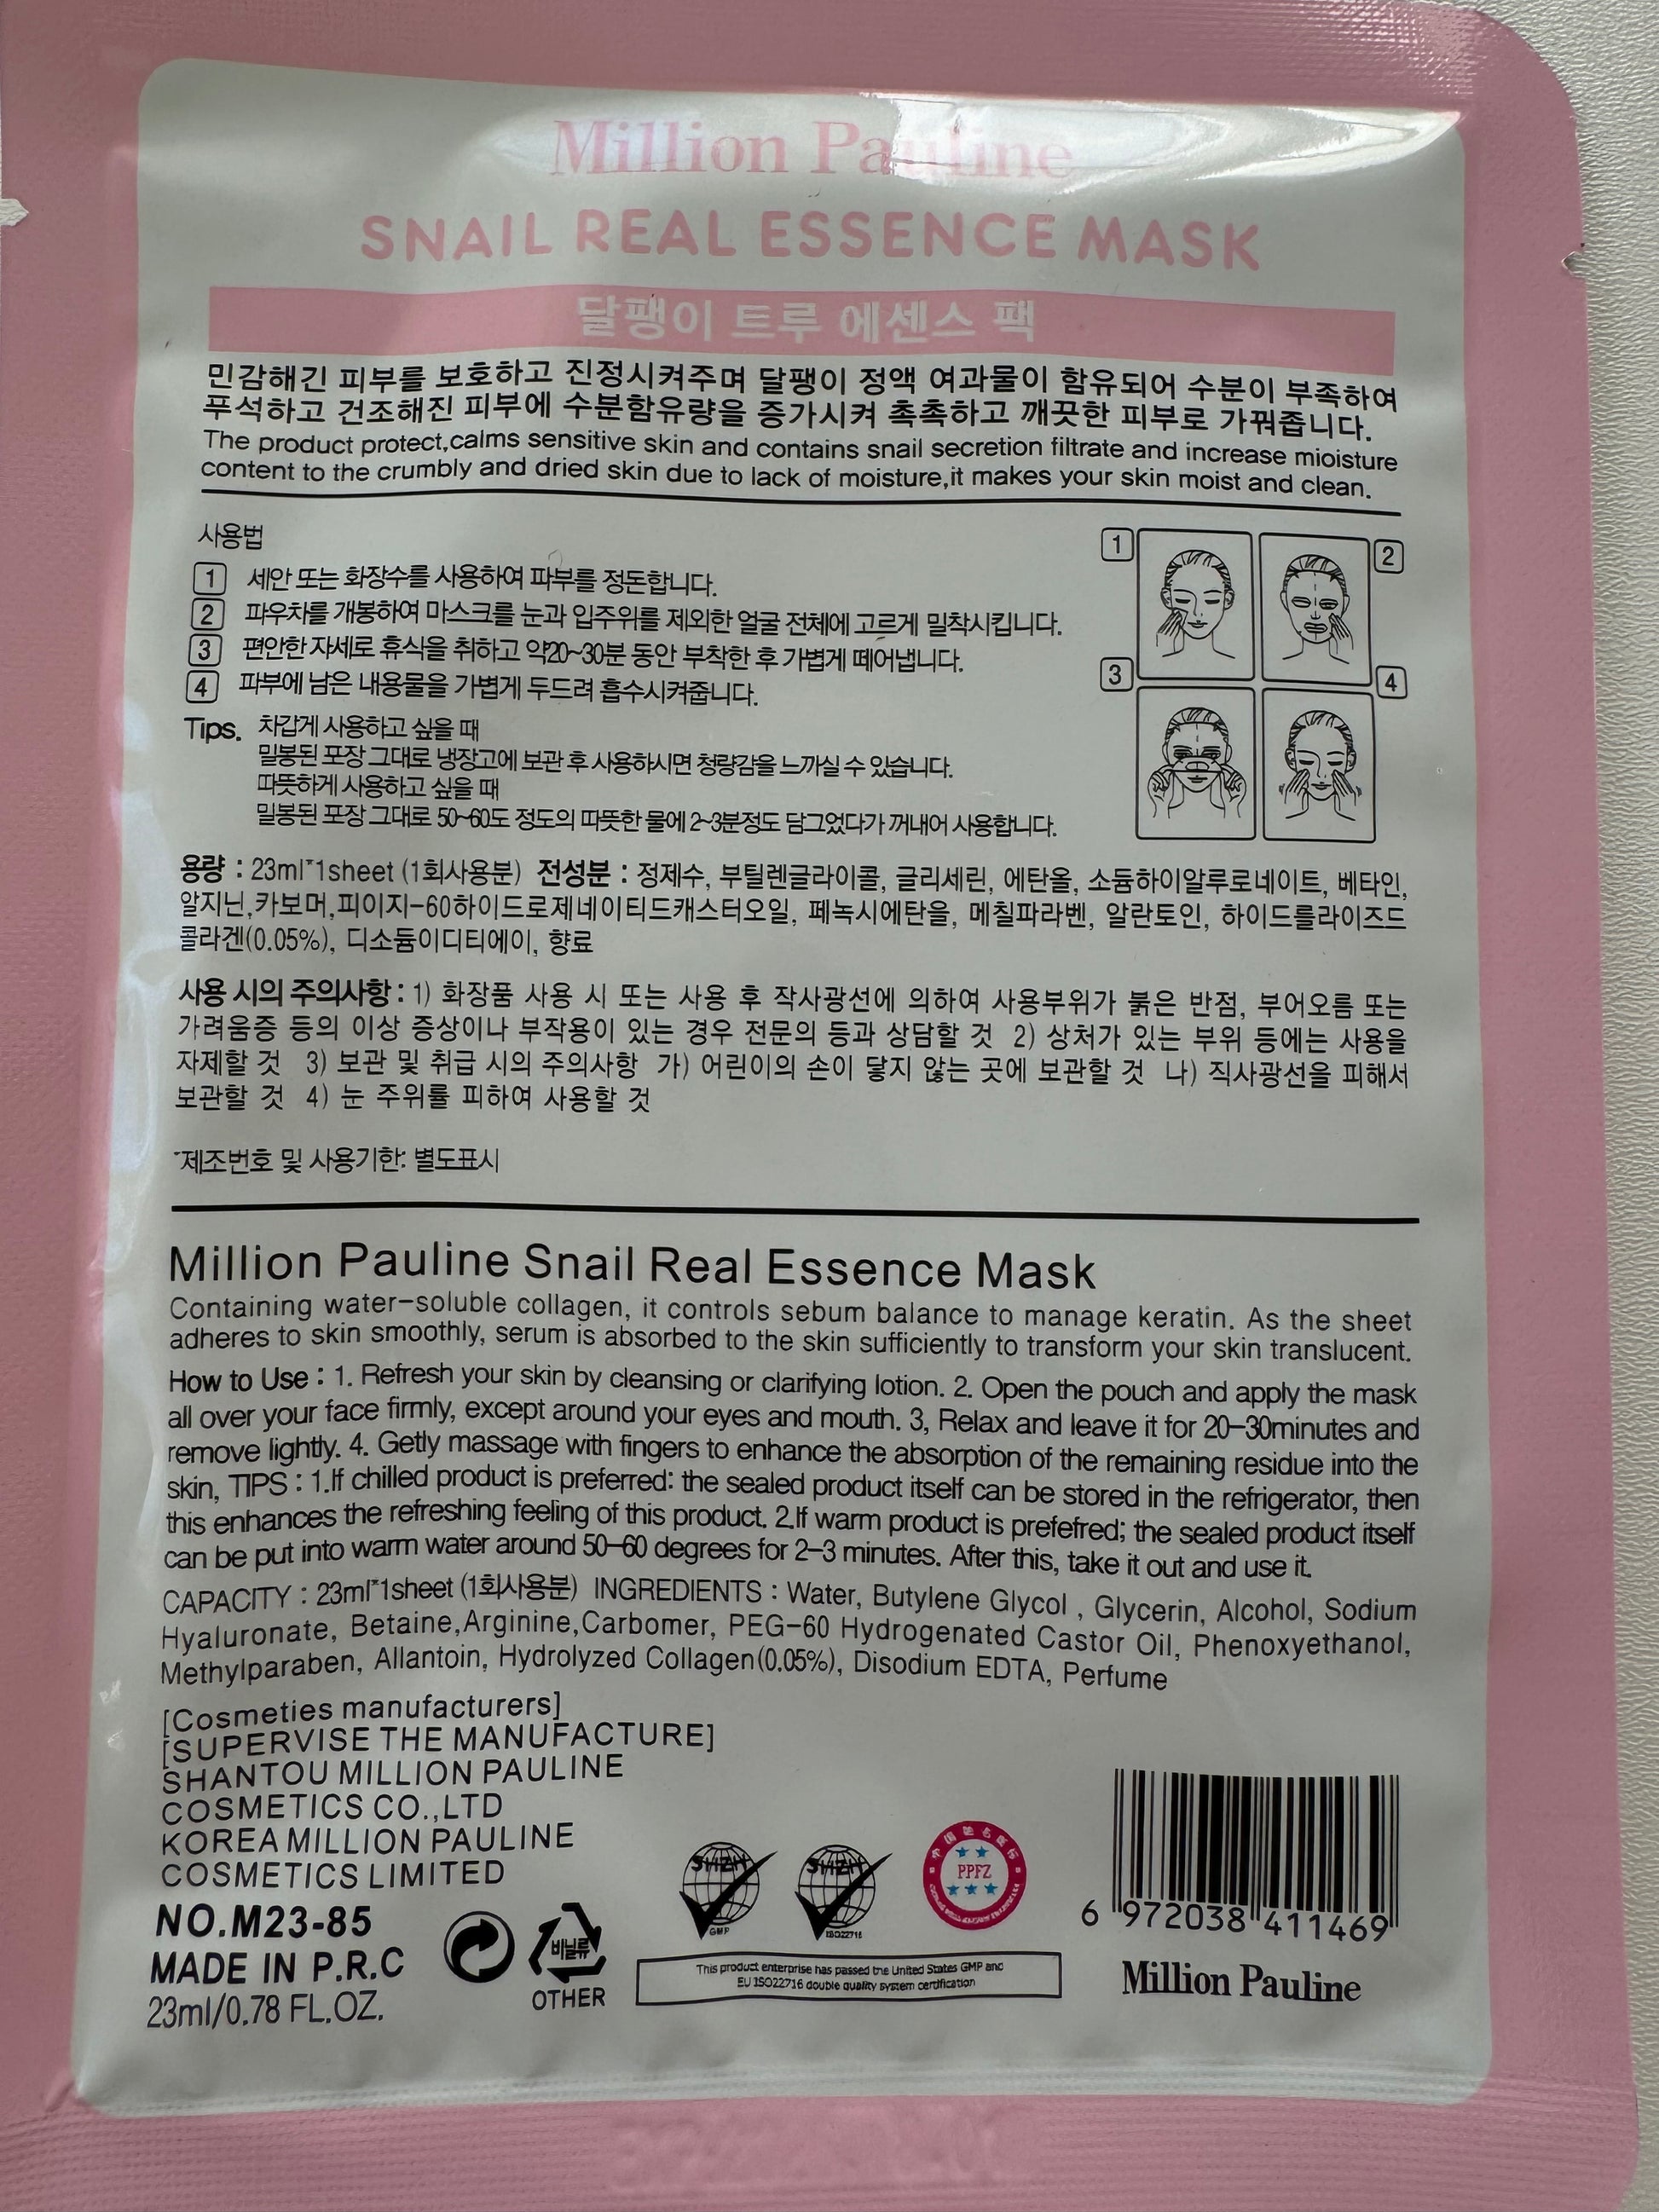 Million Pauline
SNAIL REAL ESSENCE MASK
달팽이 트루 에센스 팩
민감해긴 피부를 보호하고 진정시켜주며 달팽이 정액 여과물이 함유되어 수분이 부족하여
푸석하고 건조해진 피부에 수분함유량을 증가시켜 촉촉하고 깨끗한 피부로 가꿔줍니다.
The product protect,calms sensitive skin and contains snail secretion filtrate and increase mioisture
content to the crumbly and dried skin due to lack of moisture,it makes your skin moist and clean.
사용법
1 세안 또는 화장수를 사용하여 파부를 정돈합니다.
2 파우차를 개봉하여 마스크를 눈과 입주위를 제외한 얼굴 전체에 고르게 밀착시킵니다.
3 편안한 자세로 휴식을 취하고 약20~30분 동안 부착한 후 가볍게 떼어냅니다.
4 파부에 남은 내용물을 가볍게 두드려 흡수시켜줍니다.
Tips. 차갑게 사용하고 싶을 때
밀봉된 포장 그대로 냉장고에 보관 후 사용하시면 청량감을 느끼실 수 있습니다.
따뜻하게 사용하고 싶을 때
밀봉된 포장 그대로 50~60도 정도의 따뜻한 물에 2~3분정도 담그었다가 꺼내어 사용합니다.
1
2
3
4
용량 : 23ml*1sheet (1회사용분) 전성분 : 정제수, 부틸렌글라이콜, 글리세린, 에탄올, 소듐하이알루로네이트, 베타인,
알지닌,카보머,피이지-60하이드로제네이티드캐스터오일, 페녹시에탄을, 메칠파라벤, 알란토인, 하이드를라이즈드
콜라겐(0.05%), 디소듐이디티에이, 향료
사용 시의 주의사항 : 1) 화장품 사용 시 또는 사용 후 작사광선에 의하여 사용부위가 붉은 반점, 부어오름 또는
가려움증 등의 이상 증상이나 부작용이 있는 경우 전문의 등과 상담할 것 2) 상처가 있는 부위 등에는 사용을
자제할 것 3) 보관 및 취급 시의 주의사항 가) 어린이의 손이 닿지 않는 곳에 보관할 것 나) 직사광선을 피해서
보관할 것 4) 눈 주위률 피하여 사용할 것
*제조번호 및 사용기한: 별도표시
Million Pauline Snail Real Essence Mask
Containing water-soluble collagen, it controls sebum balance to manage keratin. As the sheet
adheres to skin smoothly, serum is absorbed to the skin sufficiently to transform your skin translucent.
How to Use : 1. Refresh your skin by cleansing or clarifying lotion. 2. Open the pouch and apply the mask
all over your face firmly, except around your eyes and mouth. 3, Relax and leave it for 20-30minutes and
remove lightly. 4. Getly massage with fingers to enhance the absorption of the remaining residue into the
skin, TIPS : 1.If chilled product is preferred: the sealed product itself can be stored in the refrigerator, then
this enhances the refreshing feeling of this product. 2.If warm product is prefefred; the sealed product itself
can be put into warm water around 50-60 degrees for 2-3 minutes. After this, take it out and use it.
CAPACITY : 23ml*1sheet (1회사용분) INGREDIENTS : Water, Butylene Glycol , Glycerin, Alcohol, Sodium
Hyaluronate, Betaine,Arginine,Carbomer, PEG-60 Hydrogenated Castor Oil, Phenoxyethanol,
Methylparaben, Allantoin, Hydrolyzed Collagen(0.05%), Disodium EDTA, Perfume
[Cosmeties manufacturers]
[SUPERVISE THE MANUFACTURE]
SHANTOU MILLION PAULINE
COSMETICS CO.,LTD
KOREA MILLION PAULINE
COSMETICS LIMITED
NO.M23-85
MADE IN P.R.C
23ml/0.78 FL.OZ.
비닐류
OTHER
SHZH
GMP
SHZH
ISO22716
PPFZ
This product enterprise has passed the United States GMP and
EU ISO22716 double quality system certification
6 972038 411469
Million Pauline